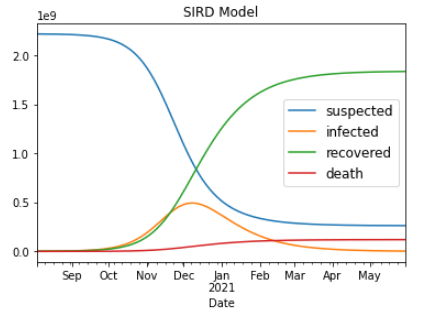 SIRD Model
1e9
2.0
1.5
1.0
0.5
0.0
suspected
infected
recovered
death
Sep Oct Nov Dec Jan Feb Mar Apr May
2021
Date